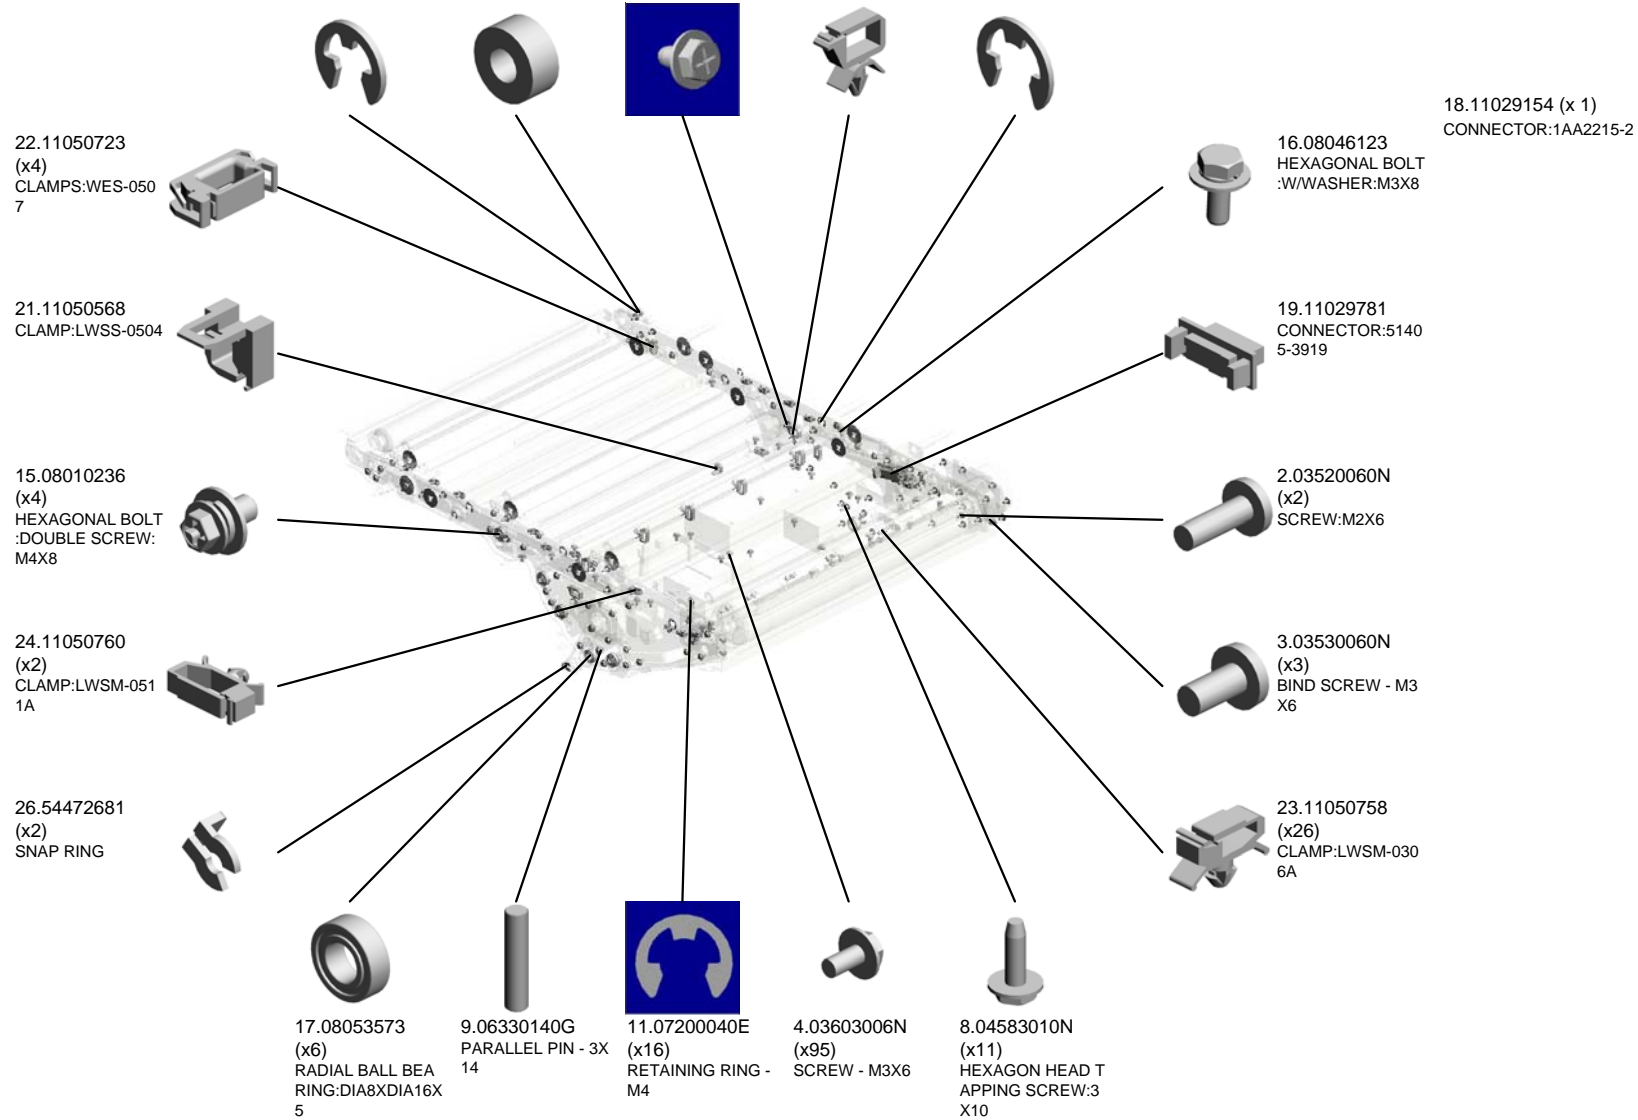 18.11029154 (x 1)
CONNECTOR:1AA2215-2
22.11050723
(x4)
CLAMPS:WES-050
7
16.08046123
HEXAGONAL BOLT
:W/WASHER:M3X8
21.11050568
CLAMP:LWSS-0504
19.11029781
CONNECTOR:5140
5-3919
15.08010236
(x4)
HEXAGONAL BOLT
:DOUBLE SCREW:
M4X8
2.03520060N
(x2)
SCREW:M2X6
24.11050760
(x2)
CLAMP:LWSM-051
1A
3.03530060N
(x3)
BIND SCREW - M3
X6
26.54472681
(x2)
SNAP RING
23.11050758
(x26)
CLAMP:LWSM-030
6A
17.08053573
(x6)
RADIAL BALL BEA
RING:DIA8XDIA16X
5
9.06330140G
PARALLEL PIN - 3X
14
11.07200040E
(x16)
RETAINING RING -
M4
4.03603006N
(x95)
SCREW - M3X6
8.04583010N
(x11)
HEXAGON HEAD T
APPING SCREW:3
X10